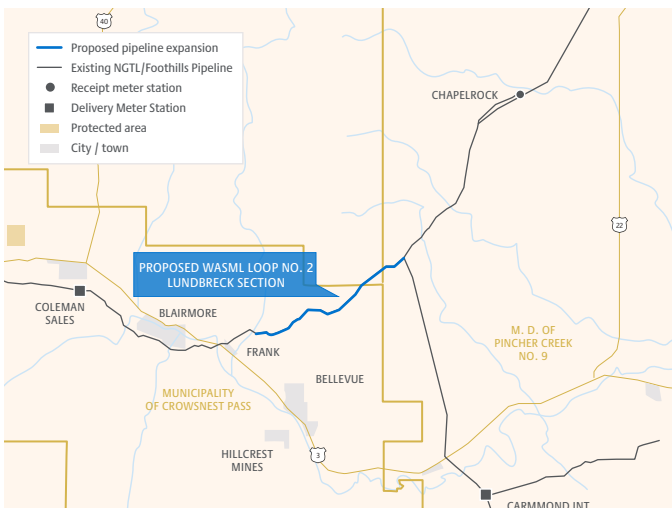 40
Proposed pipeline expansion
Existing NGTL/Foothills Pipeline
Receipt meter station
Delivery Meter Station
Protected area
City / town
CHAPELROCK
22
PROPOSED WASML LOOP NO. 2
LUNDBRECK SECTION
COLEMAN
SALES
BLAIRMORE
FRANK
M. D. OF
PINCHER CREEK
NO. 9
BELLEVUE
MUNICIPALITY
OF CROWSNEST PASS
HILLCREST
MINES
3
CARMMOND INT